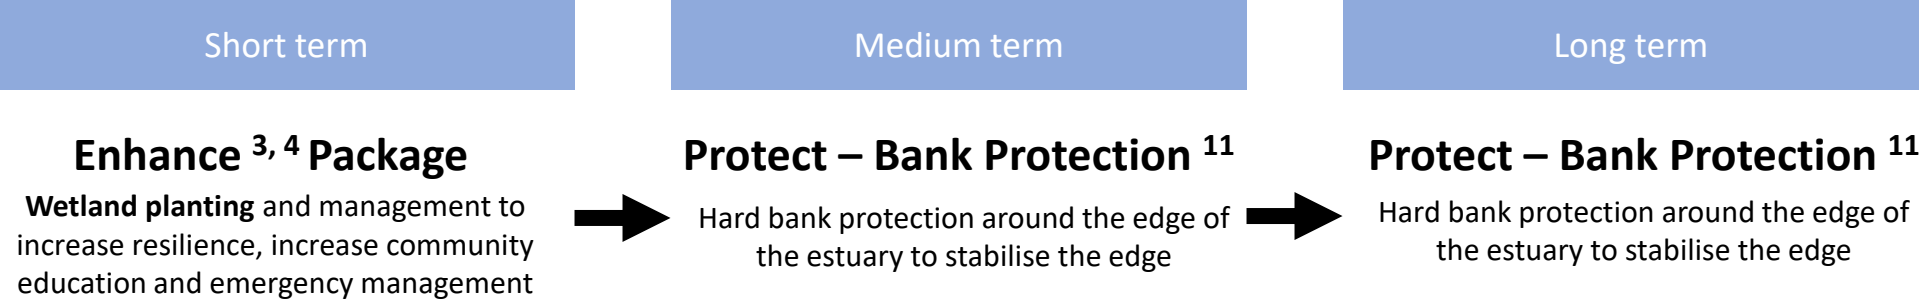 Short term
Enhance 3, 4 Package
Wetland planting and management to
increase resilience, increase community
education and emergency management
Medium term
Protect – Bank Protection 11
Hard bank protection around the edge of
the estuary to stabilise the edge
Long term
Protect – Bank Protection 11
Hard bank protection around the edge of
the estuary to stabilise the edge